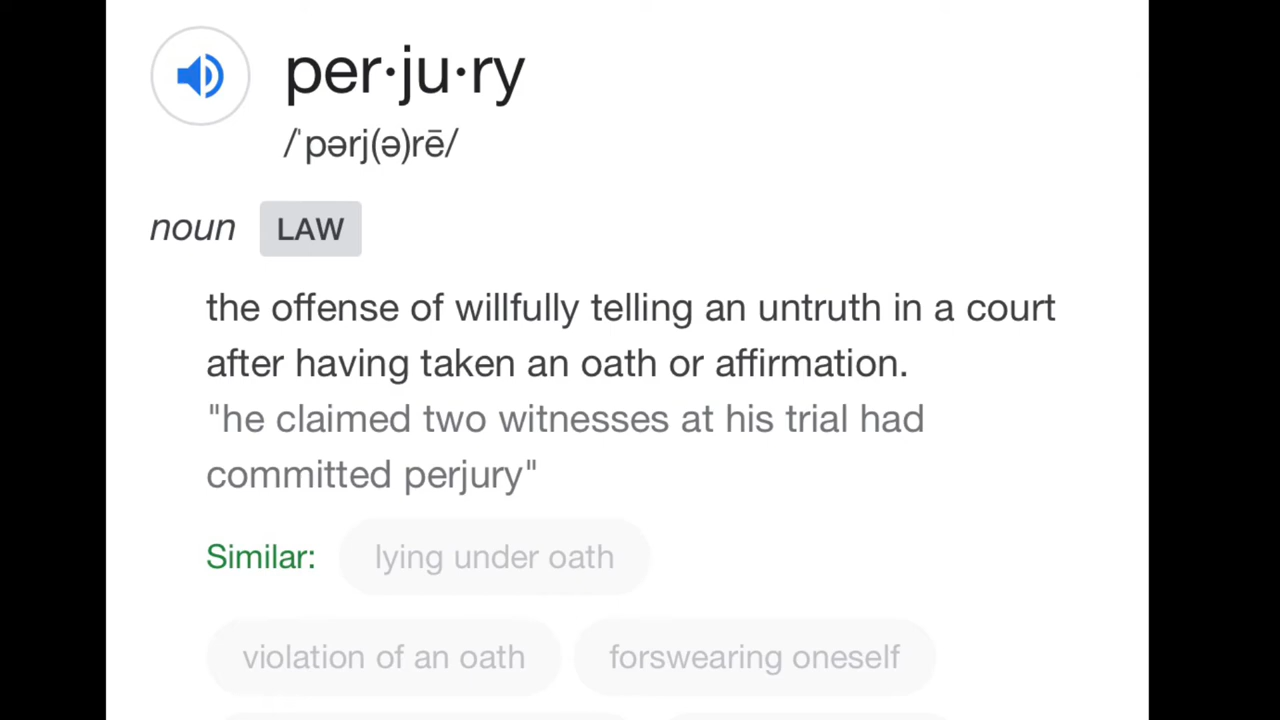 per·ju·ry
/ˈpərj(ə)rē/
noun LAW
the offense of willfully telling an untruth in a court
after having taken an oath or affirmation.
"he claimed two witnesses at his trial had
committed perjury"
Similar: lying under oath
violation of an oath forswearing oneself